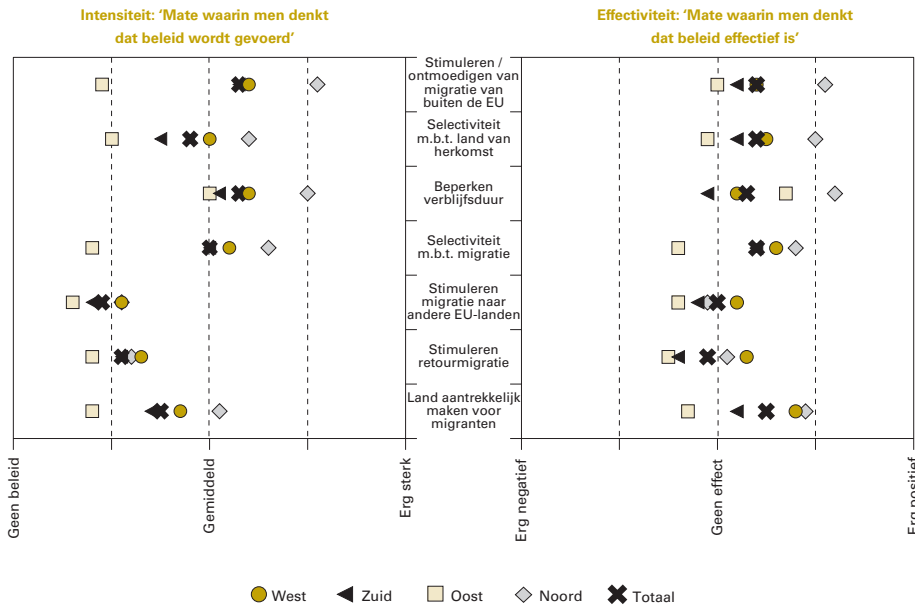 Intensiteit: ‘Mate waarin men denkt
dat beleid wordt gevoerd’
Effectiviteit: ‘Mate waarin men denkt
dat beleid effectief is’
Stimuleren /
ontmoedigen van
migratie van
buiten de EU
Selectiviteit
m.b.t. land van
herkomst
Beperken
verblijfsduur
Selectiviteit
m.b.t. migratie
Stimuleren
migratie naar
andere EU-landen
Stimuleren
retourmigratie
Land aantrekkelijk
maken voor
migranten
Geen beleid
Gemiddeld
Erg sterk
Erg negatief
Geen effect
Erg positief
West
Zuid
Oost
Noord
Totaal